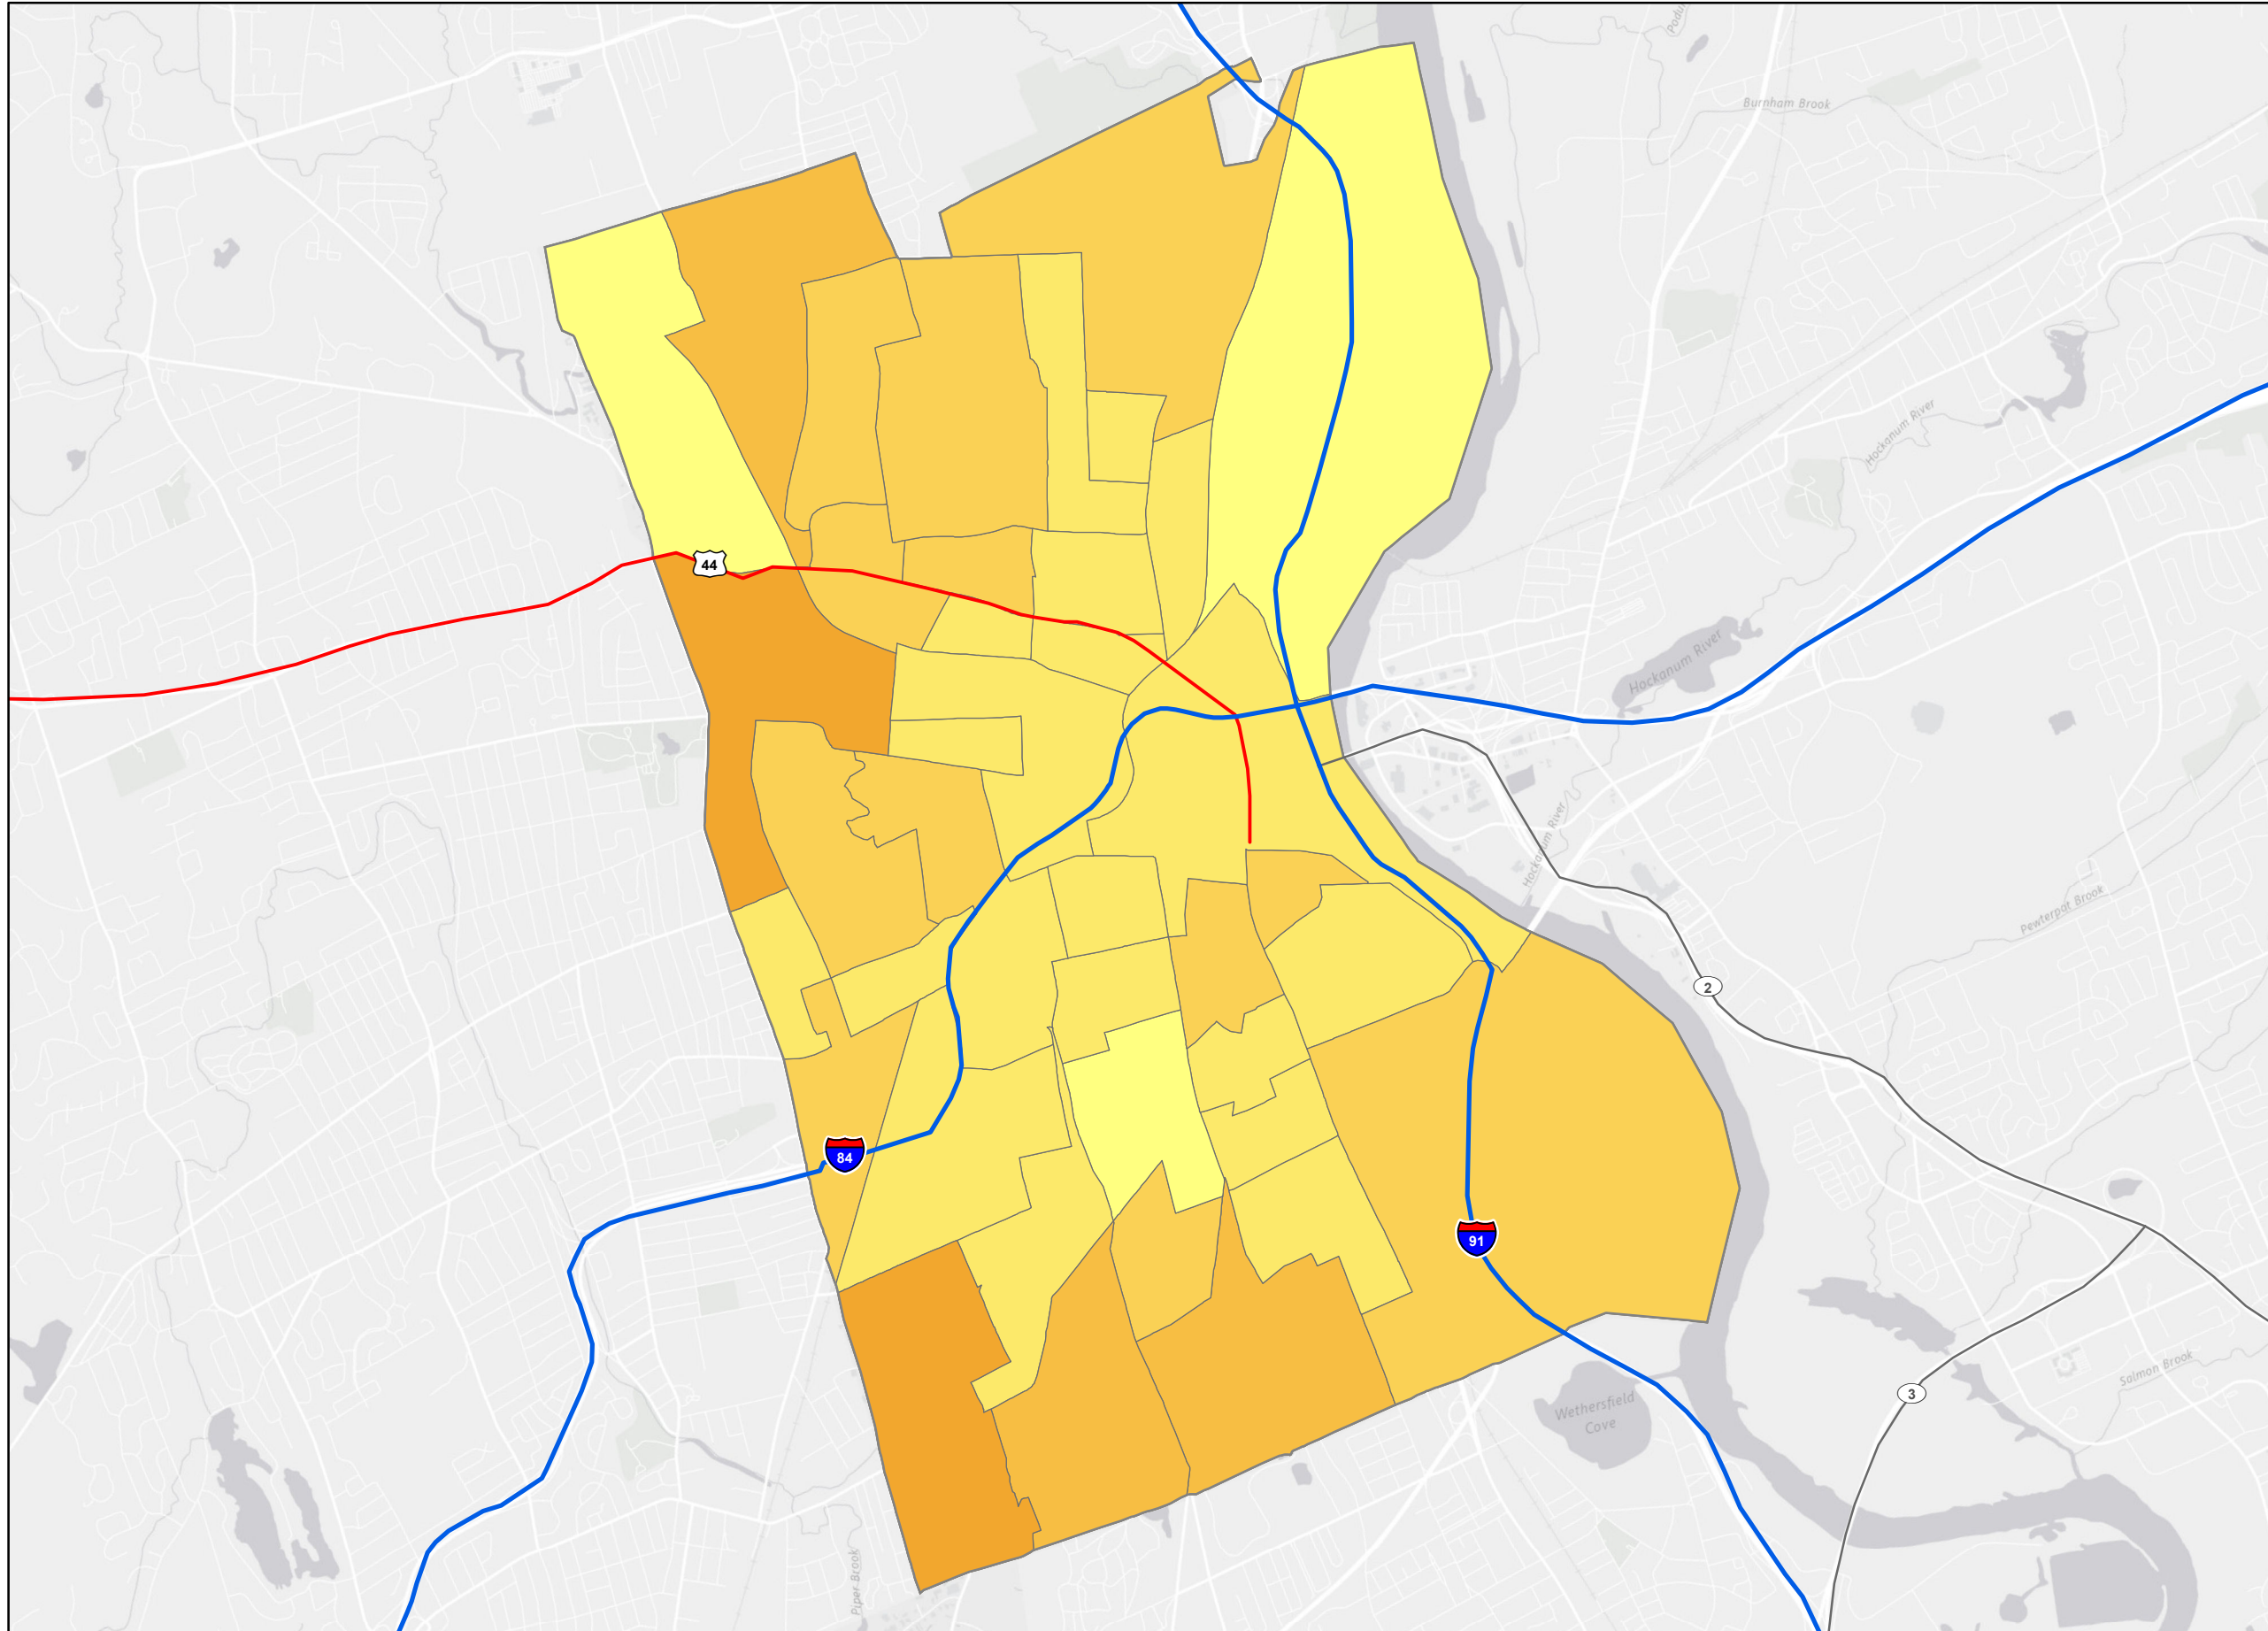 Podun
Burnham Brook
Hockanum River
44
Hockanum River
Hockanum River
Pewterpot Brook
2
84
91
Salmon Brook
3
Wethersfield
Cove
Piper Brook